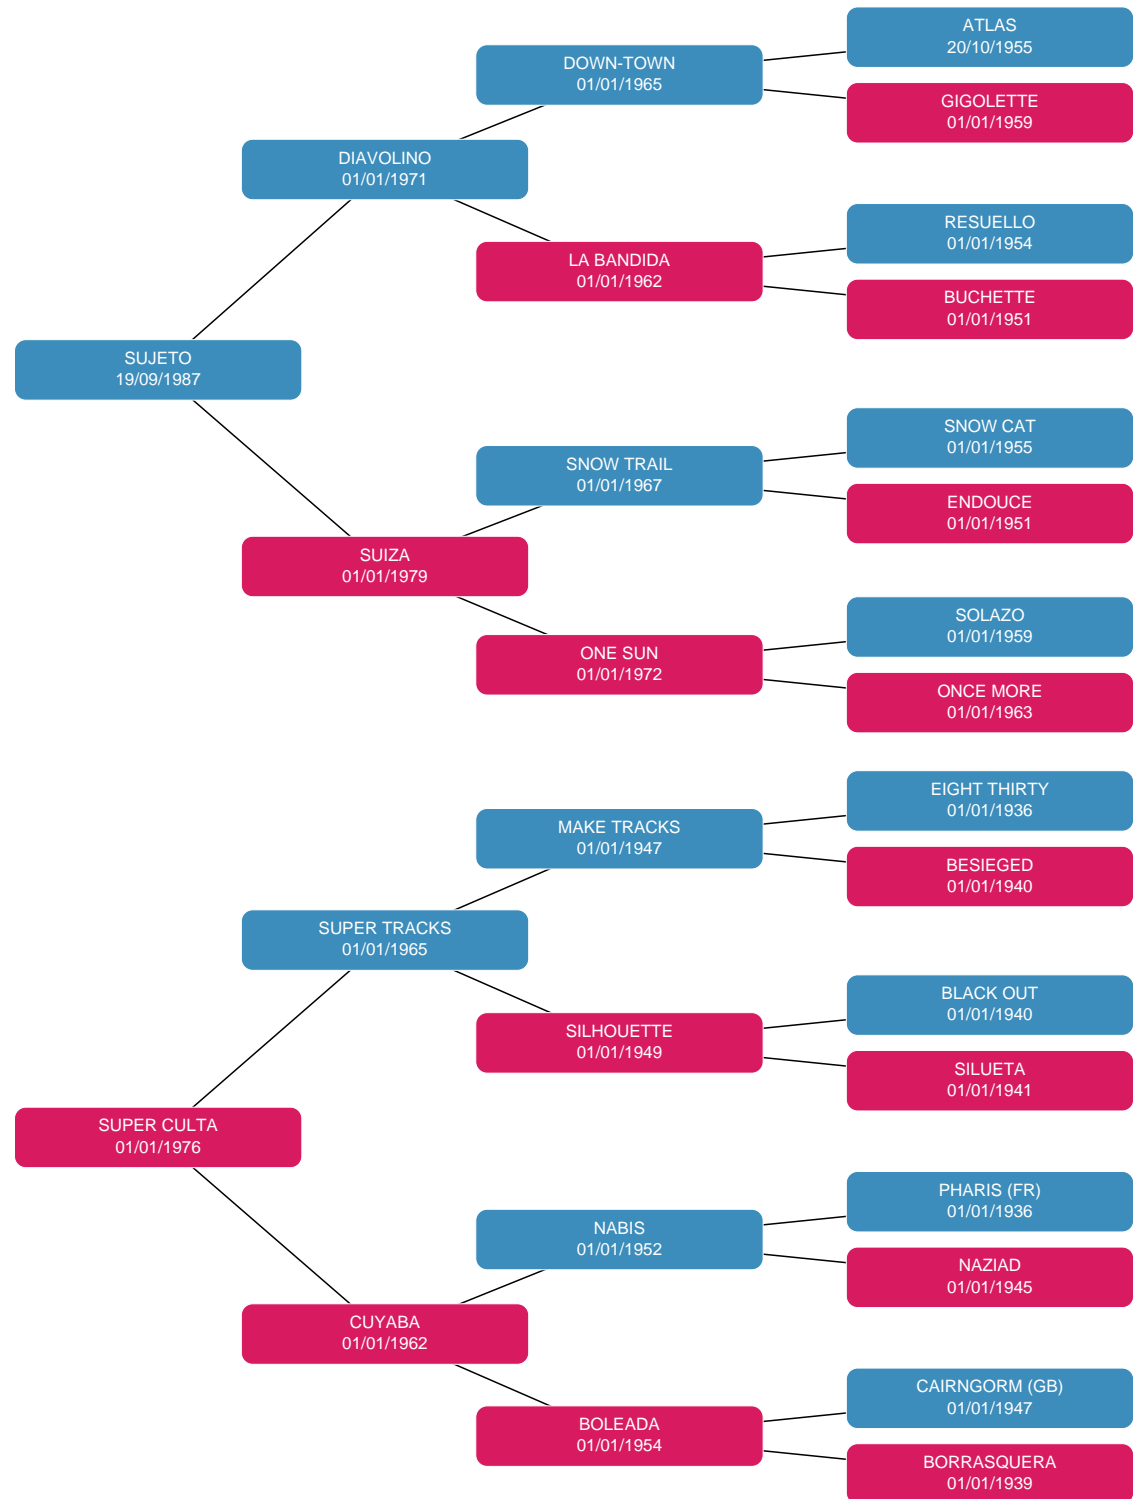 ATLAS
20/10/1955
DOWN-TOWN
01/01/1965
GIGOLETTE
01/01/1959
DIAVOLINO
01/01/1971
RESUELLO
01/01/1954
LA BANDIDA
01/01/1962
BUCHETTE
01/01/1951
SUJETO
19/09/1987
SNOW CAT
01/01/1955
SNOW TRAIL
01/01/1967
ENDOUCE
01/01/1951
SUIZA
01/01/1979
SOLAZO
01/01/1959
ONE SUN
01/01/1972
ONCE MORE
01/01/1963
EIGHT THIRTY
01/01/1936
MAKE TRACKS
01/01/1947
BESIEGED
01/01/1940
SUPER TRACKS
01/01/1965
BLACK OUT
01/01/1940
SILHOUETTE
01/01/1949
SILUETA
01/01/1941
SUPER CULTA
01/01/1976
PHARIS (FR)
01/01/1936
NABIS
01/01/1952
NAZIAD
01/01/1945
CUYABA
01/01/1962
CAIRNGORM (GB)
01/01/1947
BOLEADA
01/01/1954
BORRASQUERA
01/01/1939